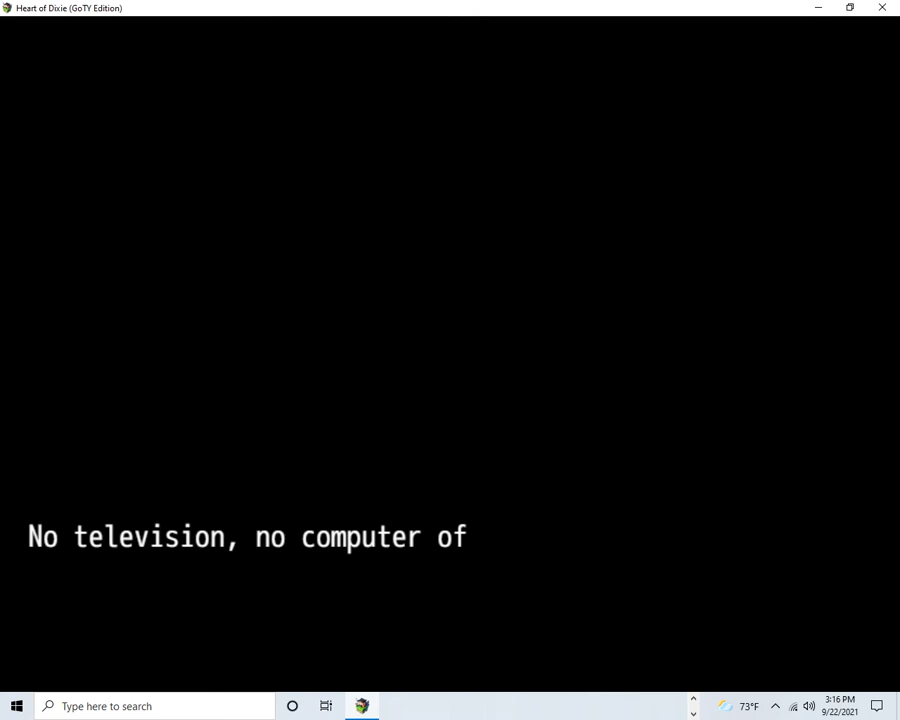 Heart of Dixie (GoTY Edition)
No television, no computer of
Type here to search
73°F
3:16 PM
9/22/2021